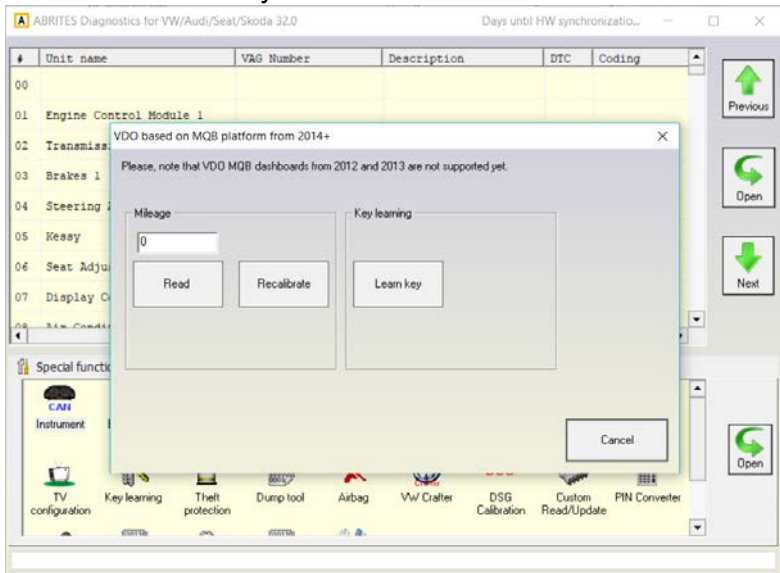 ABRITES Diagnostics for VW/Audi/Seat/Skoda 32.0 Days until HW synchronizatio...
# Unit name VAG Number Description DTC Coding
00
01 Engine Control Module 1
02
03 Brakes 1
04 Steering
05 Kessy
06 Seat
07 Display
Previous
Open
Next
VDO based on MQB platform from 2014+
Please, note that VDO MQB dashboards from 2012 and 2013 are not supported yet.
Mileage
0
Read Recalibrate
Key learning
Learn key
Cancel
Special
CAN
Instrument
TV configuration
Key learning
Theft protection
Dump tool
Airbag
VW Crafter
DSG Calibration
Custom Read/Update
PIN Converter
Open